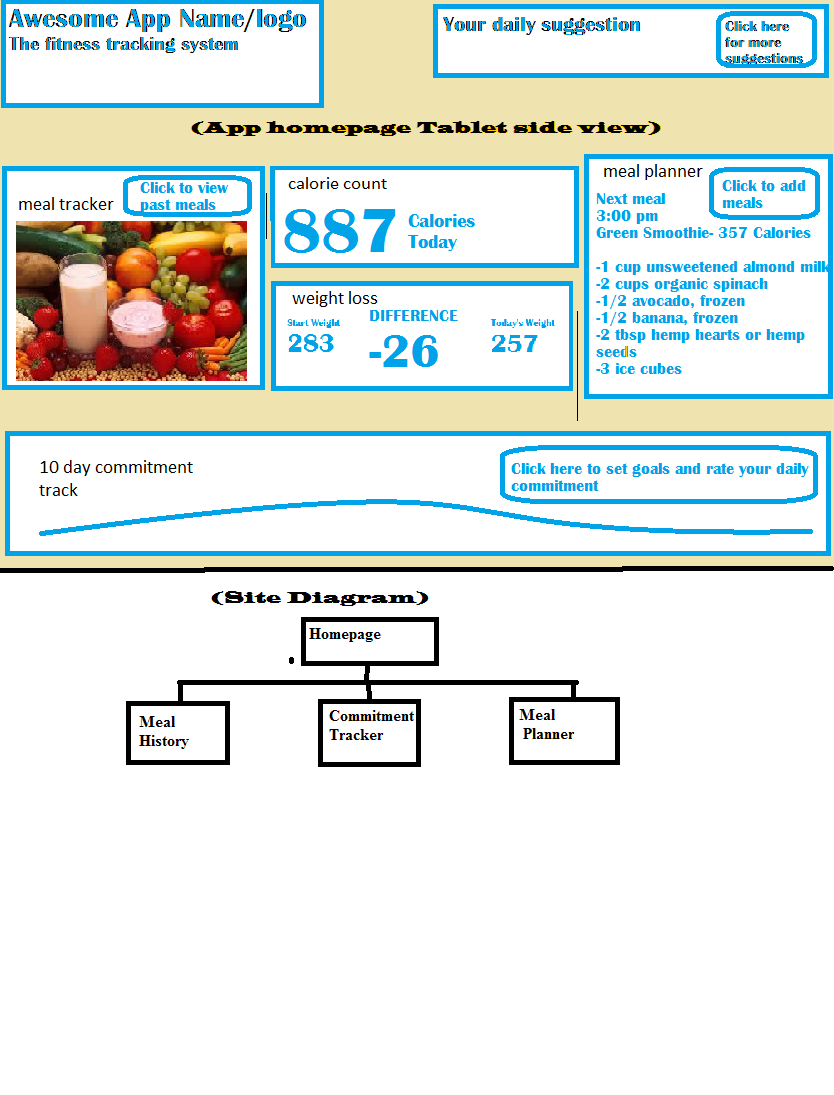 Awesome App Name/logo
The fitness tracking system
Your daily suggestion
Click here
for more
suggestions
(App homepage Tablet side view)
meal tracker
Click to view
past meals
calorie count
887
Calories
Today
weight loss
Start Weight
283
DIFFERENCE
-26
Today's Weight
257
meal planner
Click to add
meals
Next meal
3:00 pm
Green Smoothie- 357 Calories
-1 cup unsweetened almond milk
-2 cups organic spinach
-1/2 avocado, frozen
-1/2 banana, frozen
-2 tbsp hemp hearts or hemp
seeds
-3 ice cubes
10 day commitment
track
Click here to set goals and rate your daily
commitment
(Site Diagram)
Homepage
Meal
History
Commitment
Tracker
Meal
Planner